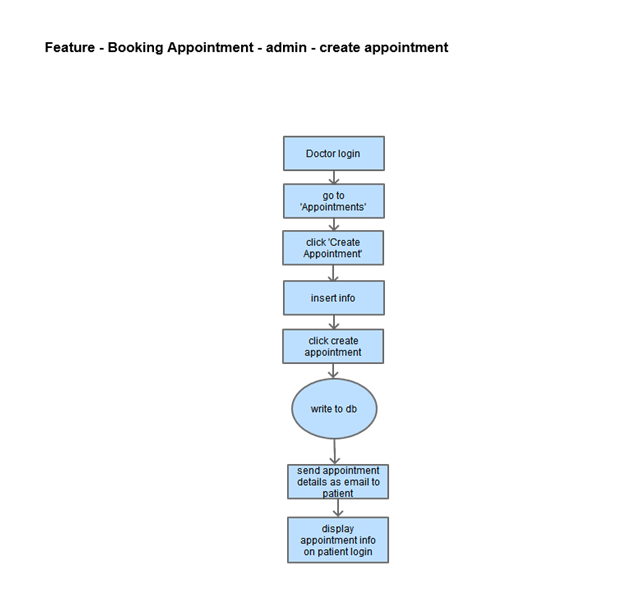 Feature - Booking Appointment - admin - create appointment
Doctor login
go to
'Appointments'
click 'Create
Appointment'
insert info
click create
appointment
write to db
send appointment
details as email to
patient
display
appointment info
on patient login